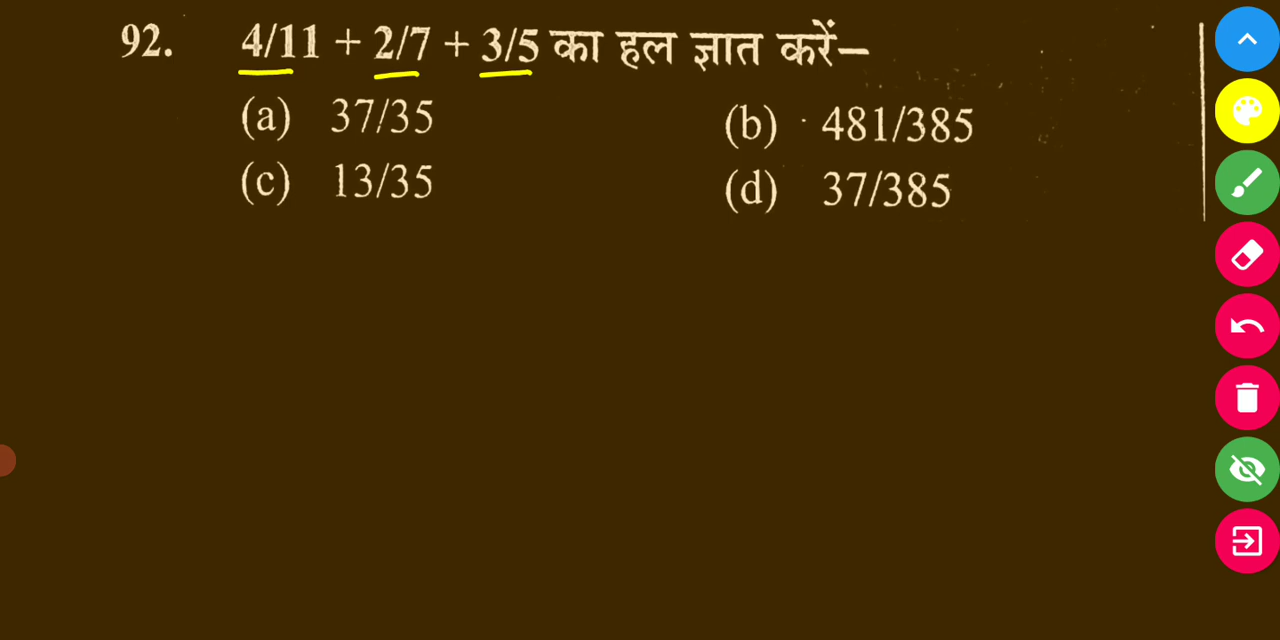 92. 4/11 + 2/7 + 3/5 का हल ज्ञात करें–
(a) 37/35 (b) 481/385
(c) 13/35 (d) 37/385